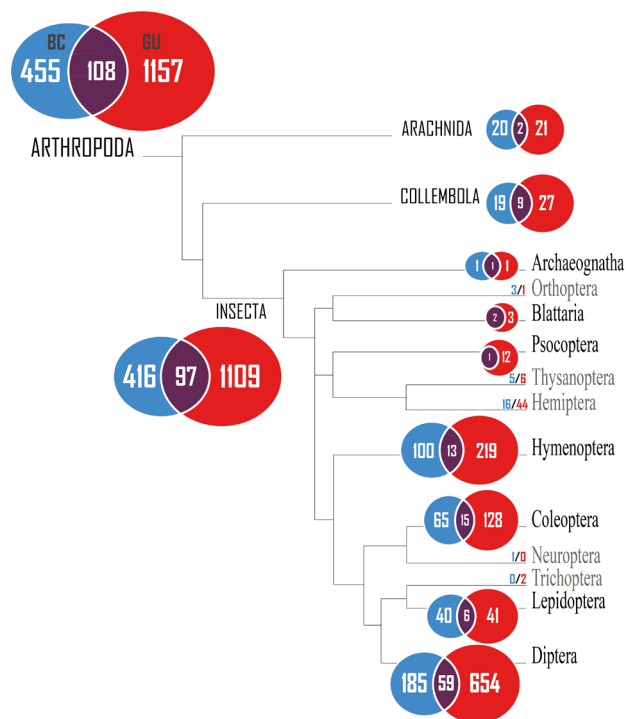 BC GU
455 108 1157
ARTHROPODA
ARACHNIDA 20 2 21
COLLEMBOLA 19 9 27
1 1 1 Archaeognatha
3/1 Orthoptera
INSECTA
2 3 Blattaria
Psocoptera
1 12
416 97 1109
5/6 Thysanoptera
16/44 Hemiptera
100 13 219 Hymenoptera
65 15 128 Coleoptera
1/0 Neuroptera
0/2 Trichoptera
40 6 41 Lepidoptera
185 59 654 Diptera